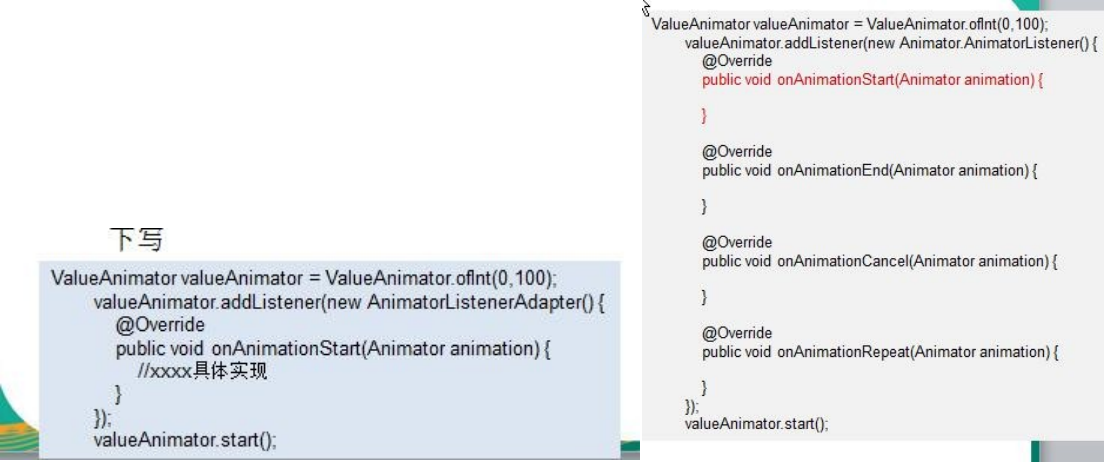 下写
ValueAnimator valueAnimator = ValueAnimator.ofInt(0,100);
valueAnimator.addListener(new AnimatorListenerAdapter() {
@Override
public void onAnimationStart(Animator animation) {
//xxxx具体实现
}
});
valueAnimator.start();
ValueAnimator valueAnimator = ValueAnimator.ofInt(0,100);
valueAnimator.addListener(new Animator.AnimatorListener() {
@Override
public void onAnimationStart(Animator animation) {
}
@Override
public void onAnimationEnd(Animator animation) {
}
@Override
public void onAnimationCancel(Animator animation) {
}
@Override
public void onAnimationRepeat(Animator animation) {
}
});
valueAnimator.start();